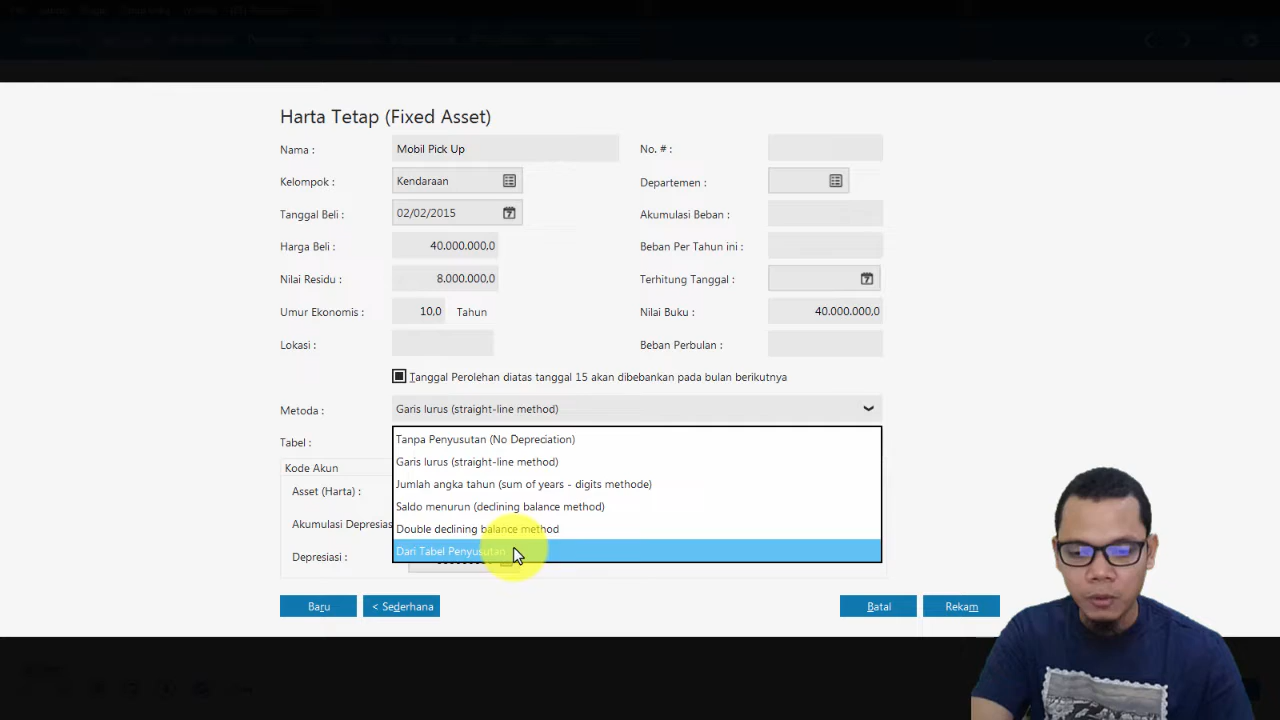 Harta Tetap (Fixed Asset)
Nama : Mobil Pick Up No. # :
Kelompok : Kendaraan Departemen :
Tanggal Beli : 02/02/2015 Akumulasi Beban :
Harga Beli : 40.000.000,0 Beban Per Tahun ini :
Nilai Residu : 8.000.000,0 Terhitung Tanggal :
Umur Ekonomis : 10,0 Tahun Nilai Buku : 40.000.000,0
Lokasi : Beban Perbulan :
Tanggal Perolehan diatas tanggal 15 akan dibebankan pada bulan berikutnya
Metoda : Garis lurus (straight-line method)
Tabel :
Tanpa Penyusutan (No Depreciation)
Garis lurus (straight-line method)
Jumlah angka tahun (sum of years - digits methode)
Saldo menurun (declining balance method)
Double declining balance method
Dari Tabel Penyusutan
Kode Akun
Asset (Harta) :
Akumulasi Depresias
Depresiasi :
Baru < Sederhana Batal Rekam